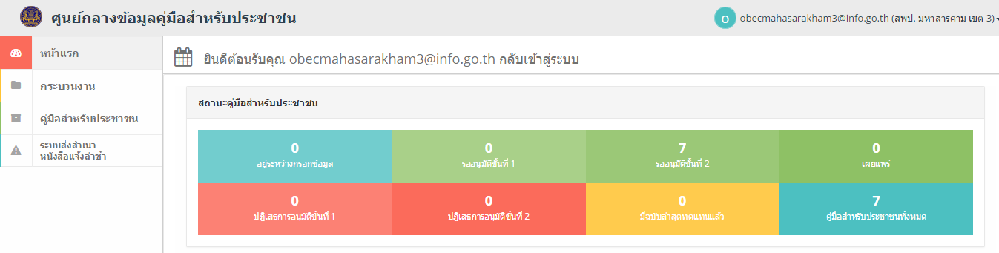 ศูนย์กลางข้อมูลคู่มือสำหรับประชาชน
o obecmahasarakham3@info.go.th (สพป. มหาสารคาม เขต 3)
หน้าแรก
กระบวนงาน
คู่มือสำหรับประชาชน
ระบบส่งสำเนา
หนังสือแจ้งล่าช้ำ
ยินดีต้อนรับคุณ obecmahasarakham3@info.go.th กลับเข้าสู่ระบบ
สถานะคู่มือสำหรับประชาชน
0
อยู่ระหว่างกรอกข้อมูล
0
รออนุมัติขั้นที่ 1
7
รออนุมัติขั้นที่ 2
0
เผยแพร่
0
ปฏิเสธการอนุมัติขั้นที่ 1
0
ปฏิเสธการอนุมัติขั้นที่ 2
0
มีฉบับล่าสุดทดแทนแล้ว
7
คู่มือสำหรับประชาชนทั้งหมด